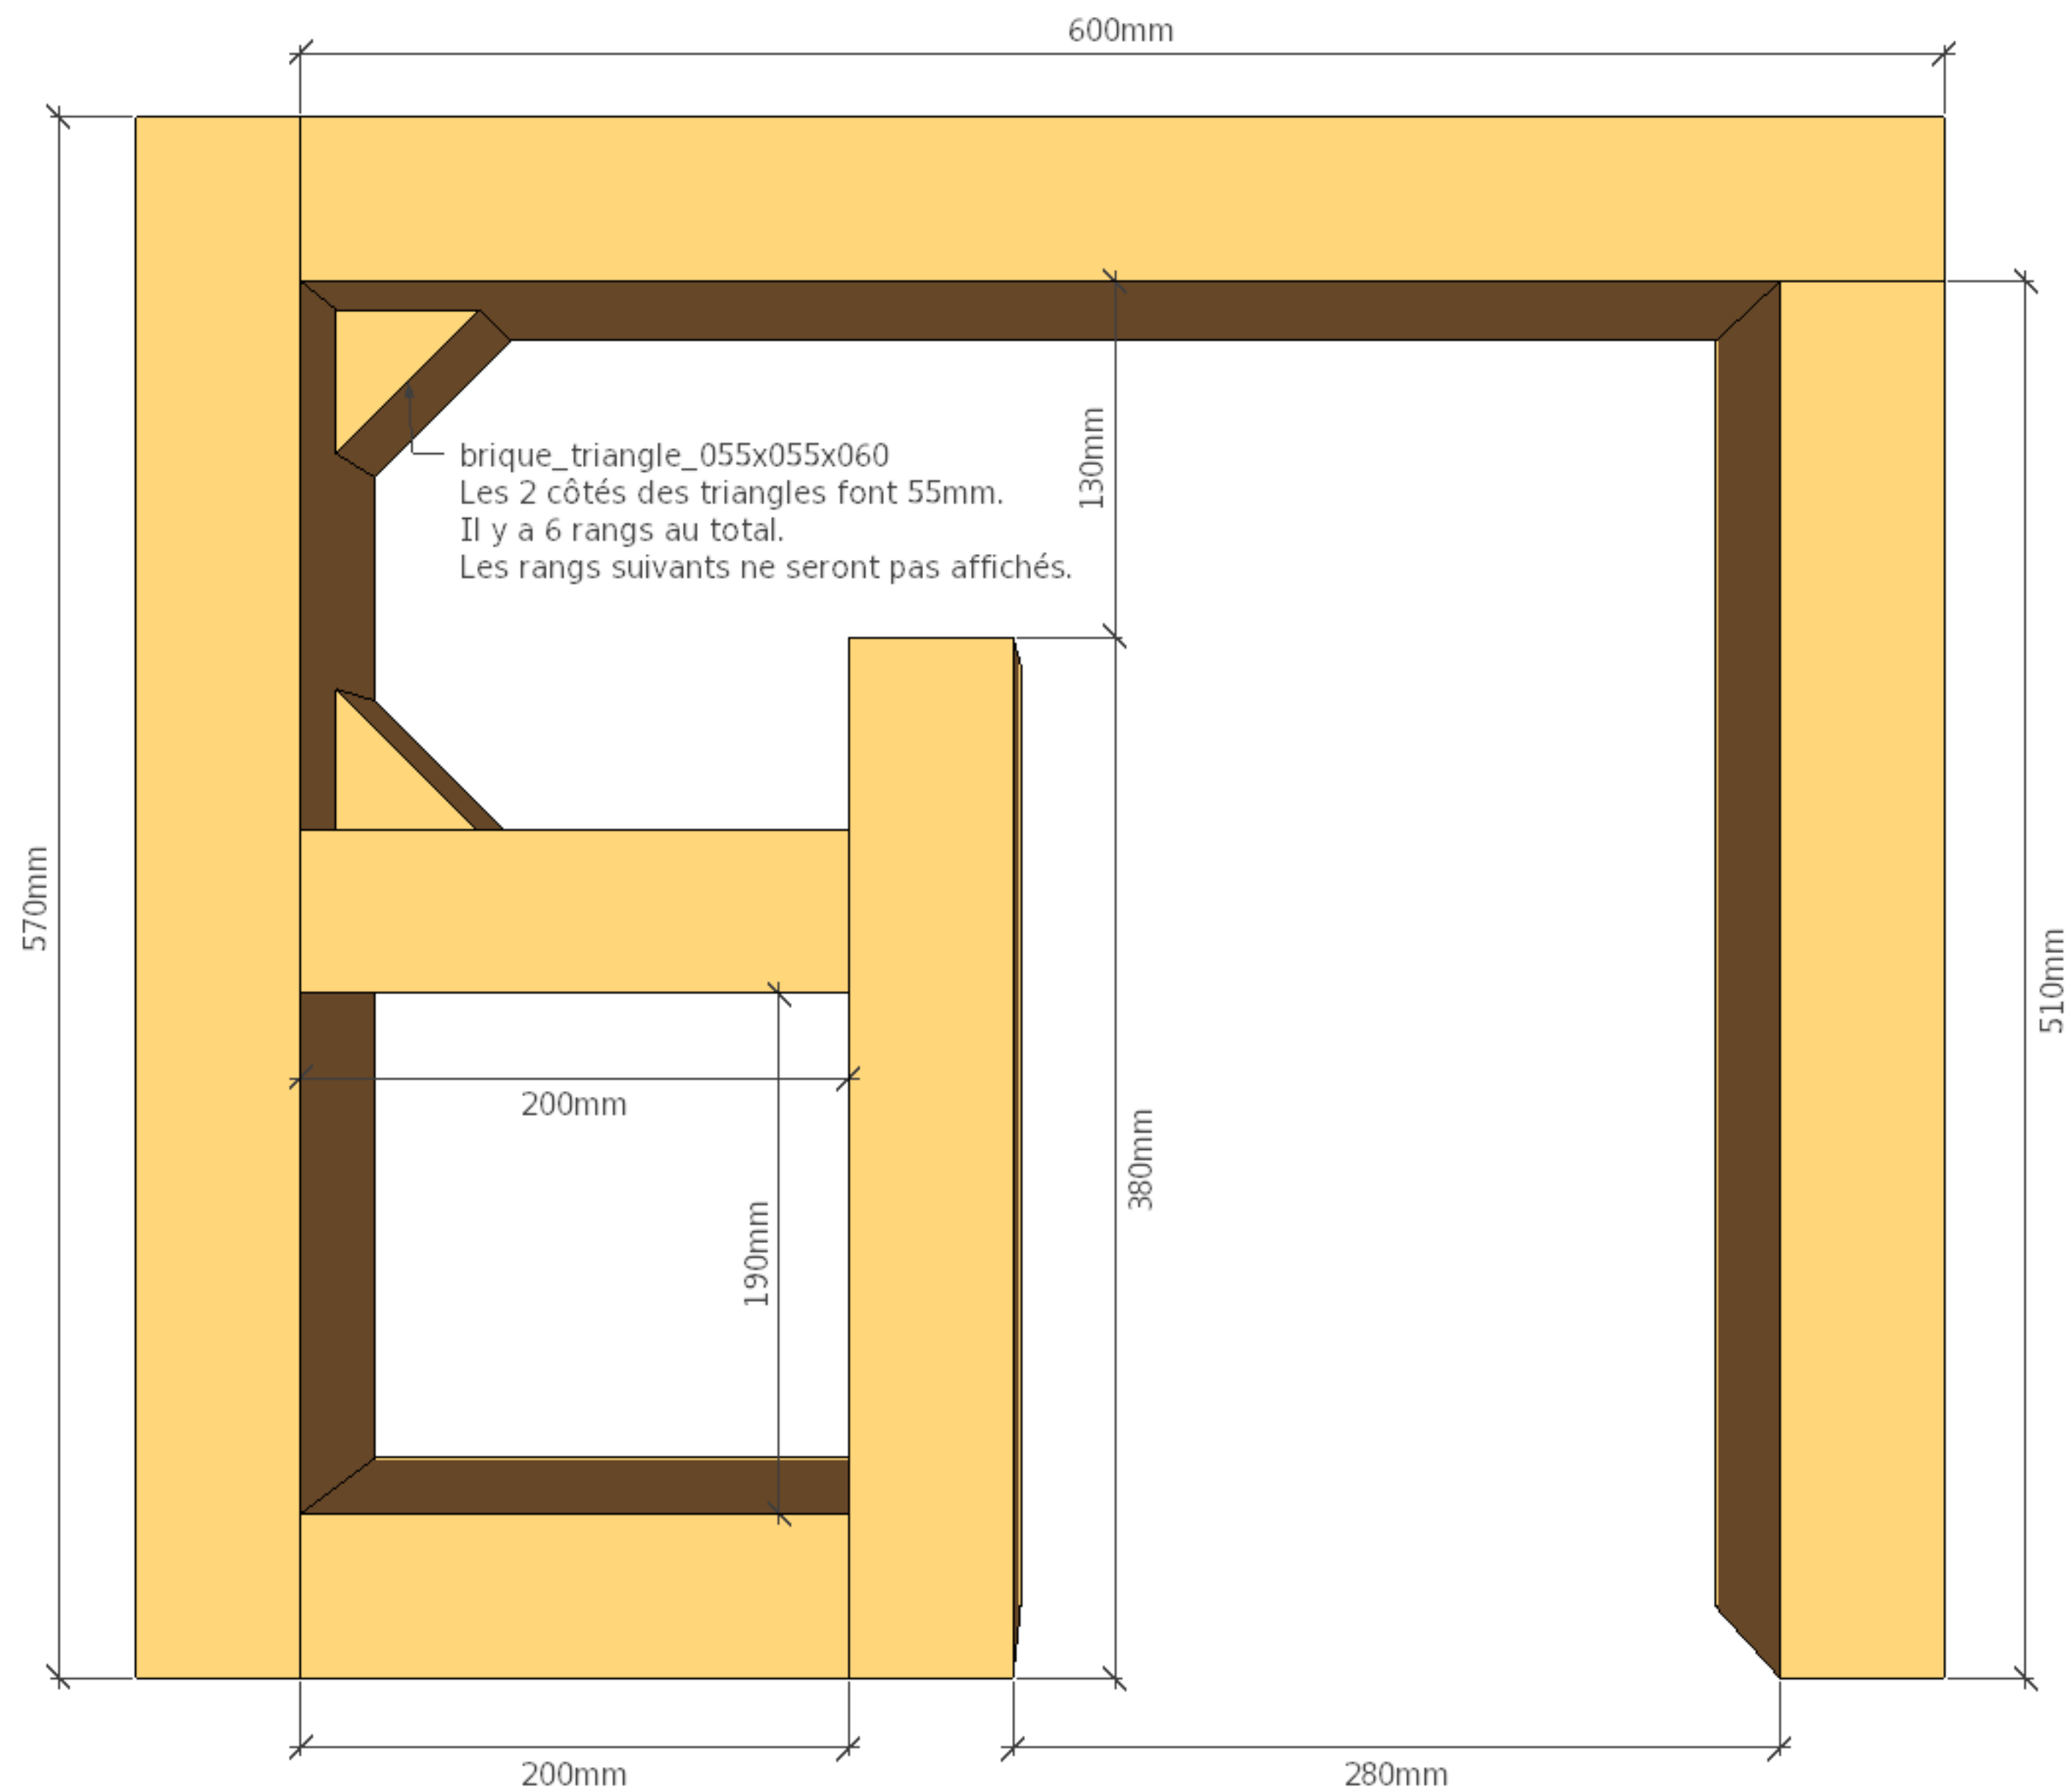 600mm
brique_triangle_055x055x060
Les 2 côtés des triangles font 55mm.
Il y a 6 rangs au total.
Les rangs suivants ne seront pas affichés.
130mm
570mm
510mm
200mm
380mm
190mm
200mm
280mm